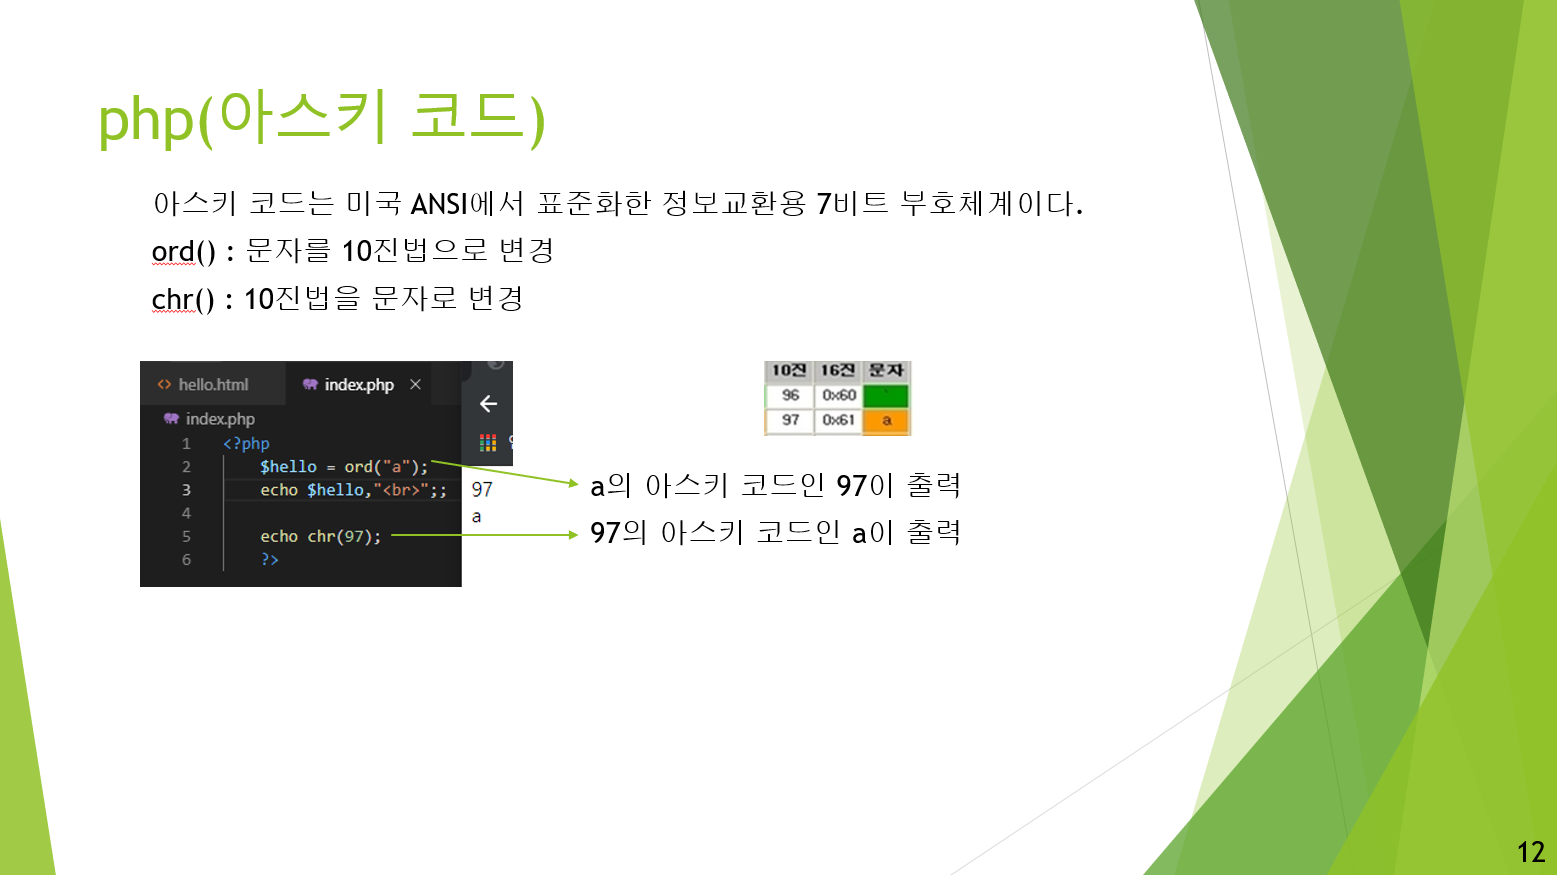 php(아스키 코드)
아스키 코드는 미국 ANSI에서 표준화한 정보교환용 7비트 부호체계이다.
ord() : 문자를 10진법으로 변경
chr() : 10진법을 문자로 변경
hello.html
index.php
index.php
1 <?php
2 $hello = ord("a");
3 echo $hello,"<br>";;
4
5 echo chr(97);
6 ?>
97
a
10진 16진 문자
96 0x60
97 0x61 a
a의 아스키 코드인 97이 출력
97의 아스키 코드인 a이 출력
12